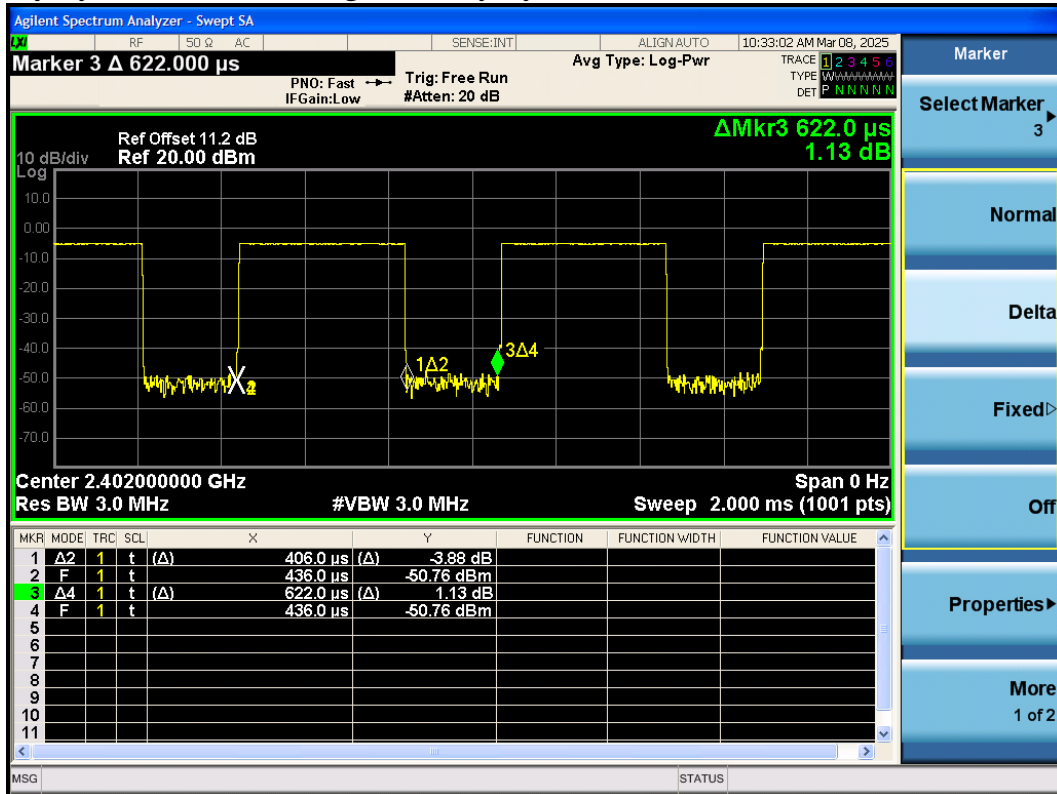 Agilent Spectrum Analyzer - Swept SA
LXI RF 50 Ω AC SENSE:INT ALIGN AUTO 10:33:02 AM Mar 08, 2025
Marker 3 Δ 622.000 µs
PNO: Fast
IFGain:Low
Trig: Free Run
#Atten: 20 dB
Avg Type: Log-Pwr
TRACE 1 2 3 4 5 6
TYPE WWWWWW
DET P N N N N N
Ref Offset 11.2 dB
10 dB/div Ref 20.00 dBm
Log
ΔMkr3 622.0 µs
1.13 dB
10.0
0.00
-10.0
-20.0
-30.0
-40.0
-50.0
-60.0
-70.0
1Δ2
3Δ4
Center 2.402000000 GHz Span 0 Hz
Res BW 3.0 MHz #VBW 3.0 MHz Sweep 2.000 ms (1001 pts)
MKR MODE TRC SCL X Y FUNCTION FUNCTION WIDTH FUNCTION VALUE
1 Δ2 1 t (Δ) 406.0 µs (Δ) -3.88 dB
2 F 1 t 436.0 µs -50.76 dBm
3 Δ4 1 t (Δ) 622.0 µs (Δ) 1.13 dB
4 F 1 t 436.0 µs -50.76 dBm
5
6
7
8
9
10
11
MSG STATUS
Marker
Select Marker
3
Normal
Delta
Fixed
Off
Properties
More
1 of 2